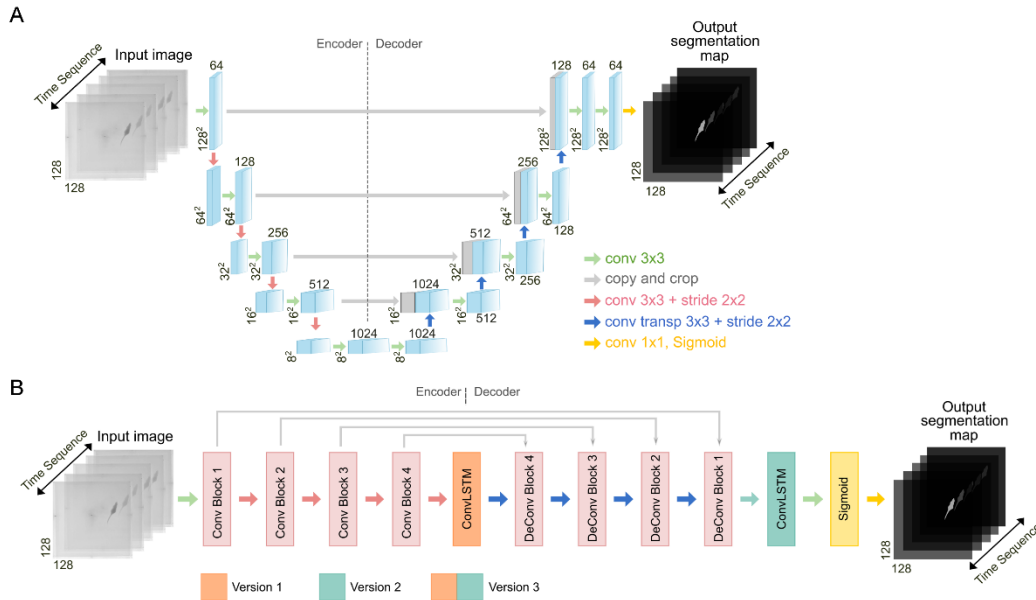 A
Input image
Time Sequence
128
128
Encoder
Decoder
64
128²
64²
128
64²
32²
256
32²
16²
512
16²
8²
1024
8²
1024
8²
1024
16²
512
512
32²
256
256
64²
128
128
128²
64
128²
64
128²
Output
segmentation
map
128
128
Time Sequence
conv 3x3
copy and crop
conv 3x3 + stride 2x2
conv transp 3x3 + stride 2x2
conv 1x1, Sigmoid
B
Encoder
Decoder
Input image
Time Sequence
128
128
Conv Block 1
Conv Block 2
Conv Block 3
Conv Block 4
ConvLSTM
DeConv Block 4
DeConv Block 3
DeConv Block 2
DeConv Block 1
ConvLSTM
Sigmoid
Output
segmentation
map
128
128
Time Sequence
Version 1
Version 2
Version 3